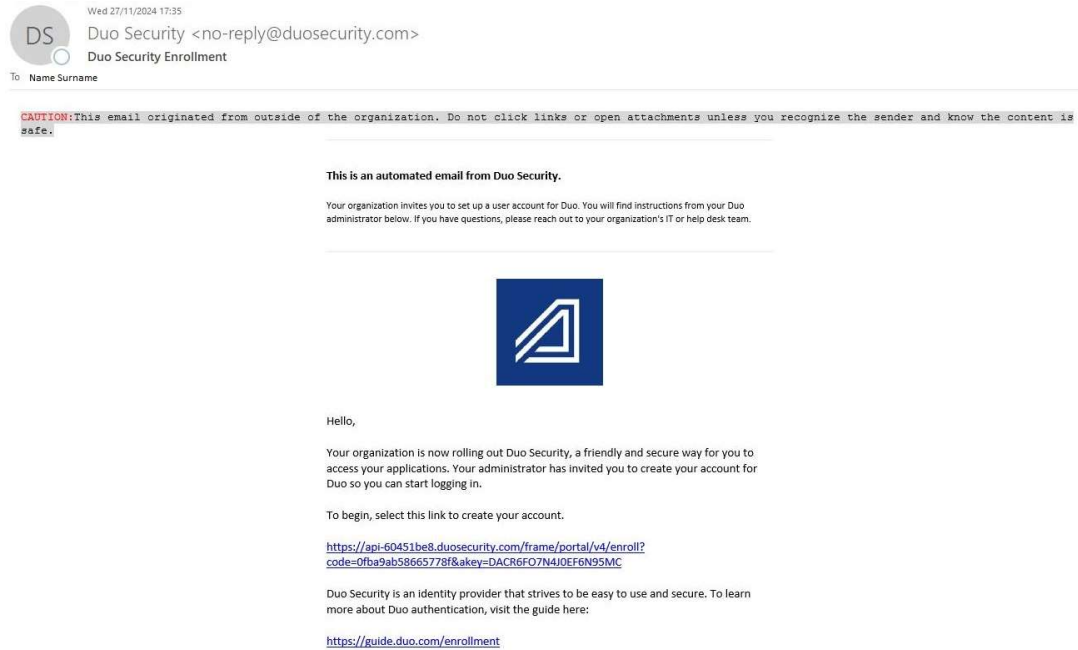 Wed 27/11/2024 17:35
DS
Duo Security <no-reply@duosecurity.com>
Duo Security Enrollment
To Name Surname
CAUTION:This email originated from outside of the organization. Do not click links or open attachments unless you recognize the sender and know the content is
safe.
This is an automated email from Duo Security.
Your organization invites you to set up a user account for Duo. You will find instructions from your Duo
administrator below. If you have questions, please reach out to your organization's IT or help desk team.
Hello,
Your organization is now rolling out Duo Security, a friendly and secure way for you to
access your applications. Your administrator has invited you to create your account for
Duo so you can start logging in.
To begin, select this link to create your account.
https://api-60451be8.duosecurity.com/frame/portal/v4/enroll?
code=0fba9ab58665778f&akey=DACR6FO7N4J0EF6N95MC
Duo Security is an identity provider that strives to be easy to use and secure. To learn
more about Duo authentication, visit the guide here:
https://guide.duo.com/enrollment